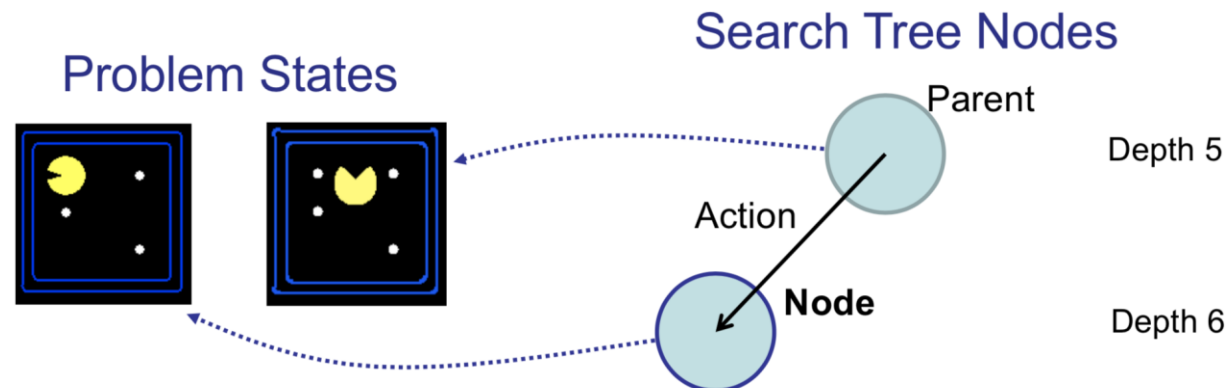 Search Tree Nodes
Problem States
Parent
Depth 5
Action
Node
Depth 6